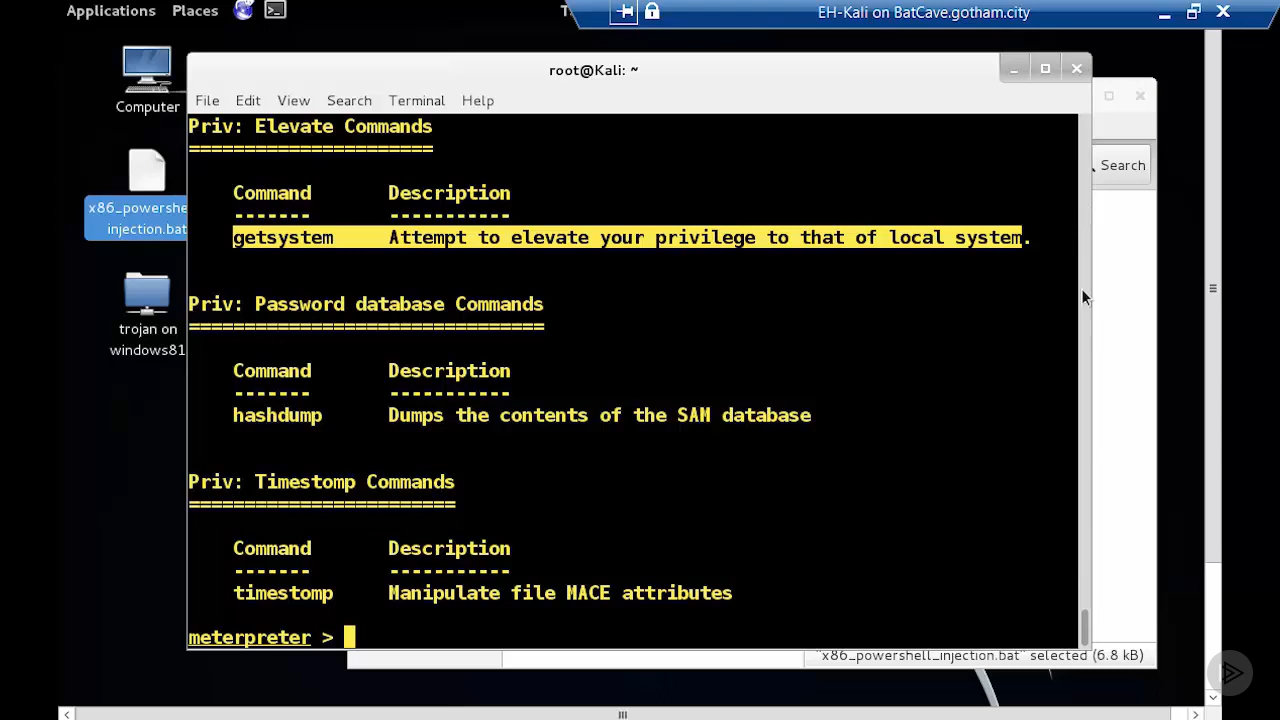 Applications Places
EH-Kali on BatCave.gotham.city
root@Kali: ~
File Edit View Search Terminal Help
Computer
Search
x86_powershe
injection.bat
trojan on
windows81
Priv: Elevate Commands
======================
Command Description
------- -----------
getsystem Attempt to elevate your privilege to that of local system.
Priv: Password database Commands
================================
Command Description
------- -----------
hashdump Dumps the contents of the SAM database
Priv: Timestomp Commands
========================
Command Description
------- -----------
timestomp Manipulate file MACE attributes
meterpreter >
"x86_powershell_injection.bat" selected (6.8 kB)